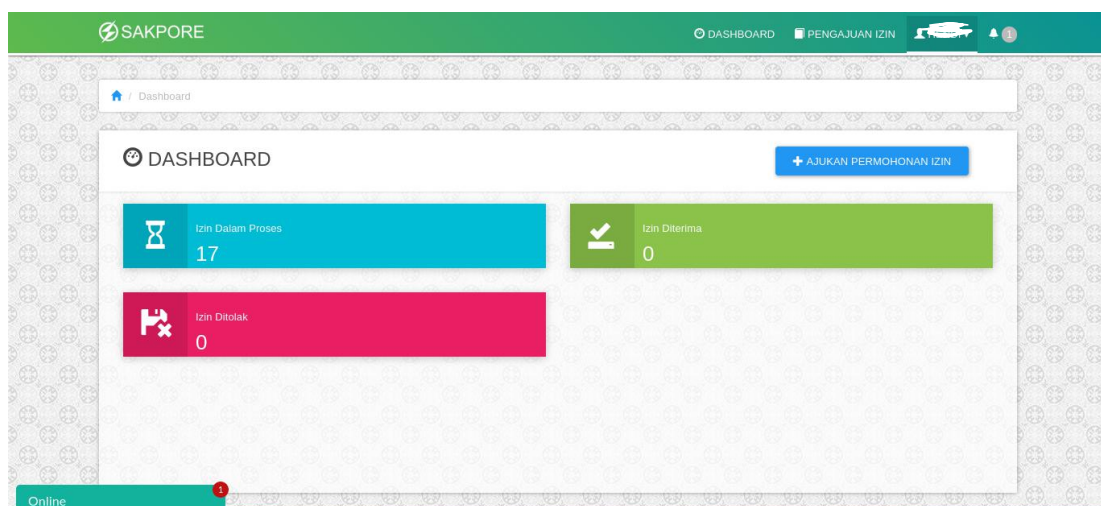 SAKPORE
DASHBOARD PENGAJUAN IZIN 1
/ Dashboard
DASHBOARD
+ AJUKAN PERMOHONAN IZIN
Izin Dalam Proses
17
Izin Diterima
0
Izin Ditolak
0
Online 1